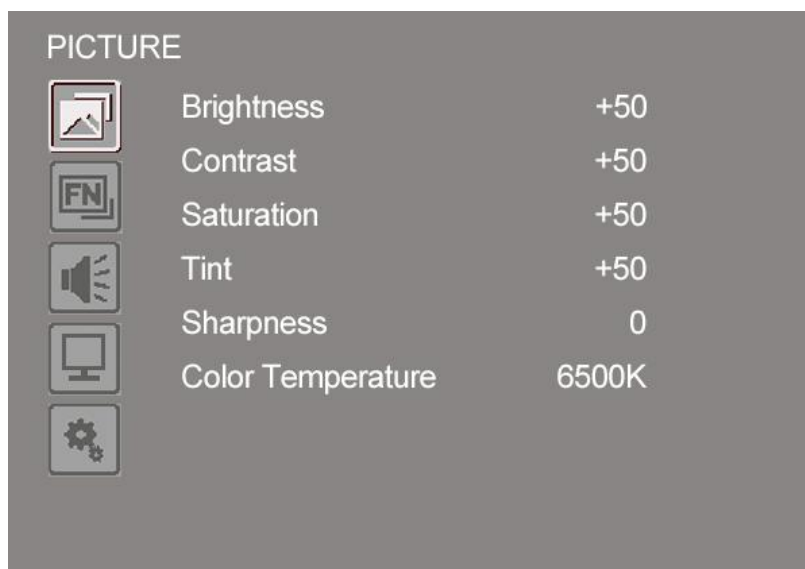 PICTURE
Brightness +50
Contrast +50
FN
Saturation +50
Tint +50
Sharpness 0
Color Temperature 6500K